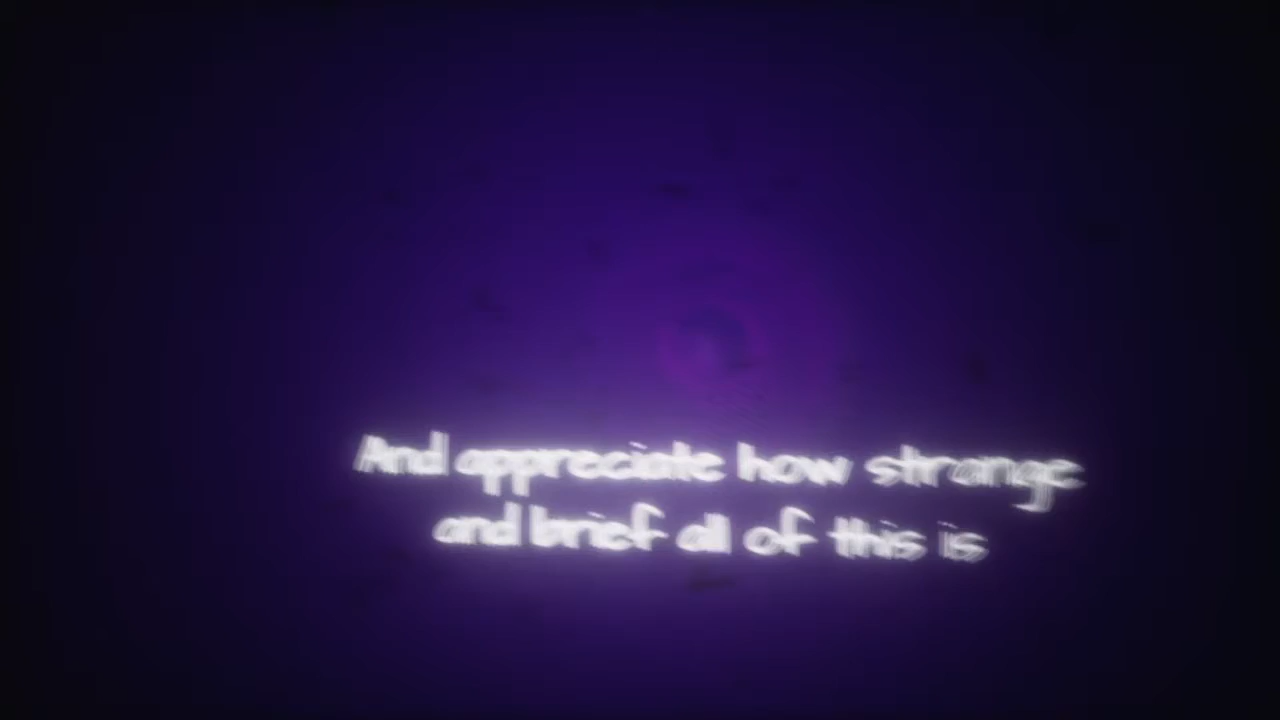 And appreciate how strange
and brief all of this is